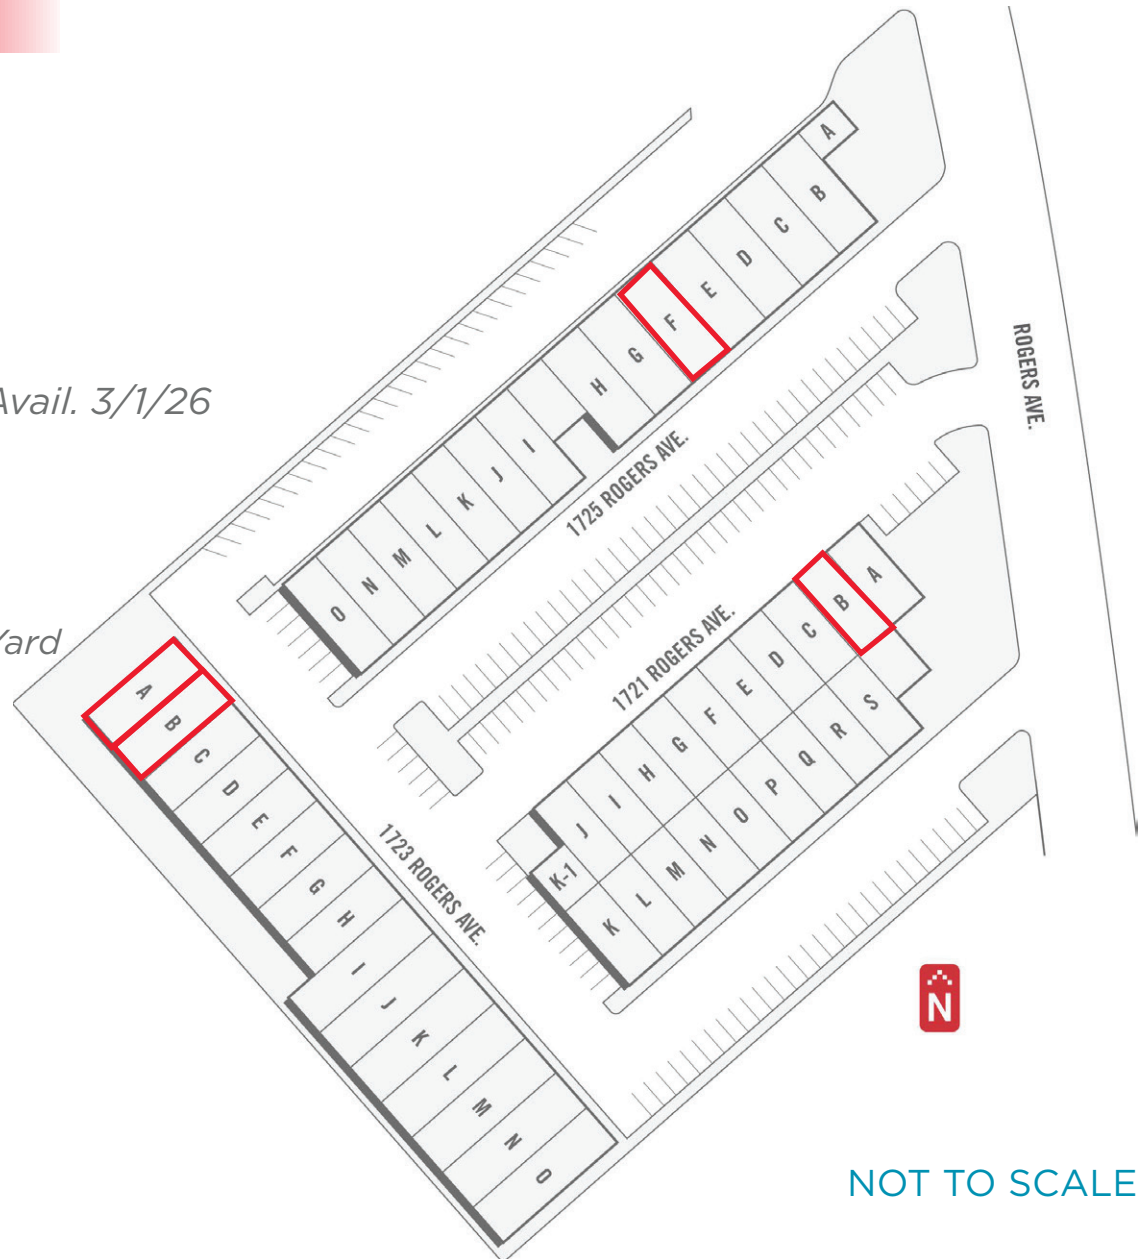 A
B
C
D
E
F
G
H
I
J
K
L
M
N
O
1725 ROGERS AVE.
ROGERS AVE.
Avail. 3/1/26
Yard
1721 ROGERS AVE.
A
B
C
D
E
F
G
H
I
J
K-1
K
L
M
N
O
P
Q
R
S
1723 ROGERS AVE.
A
B
C
D
E
F
G
H
I
J
K
L
M
N
O
N
NOT TO SCALE